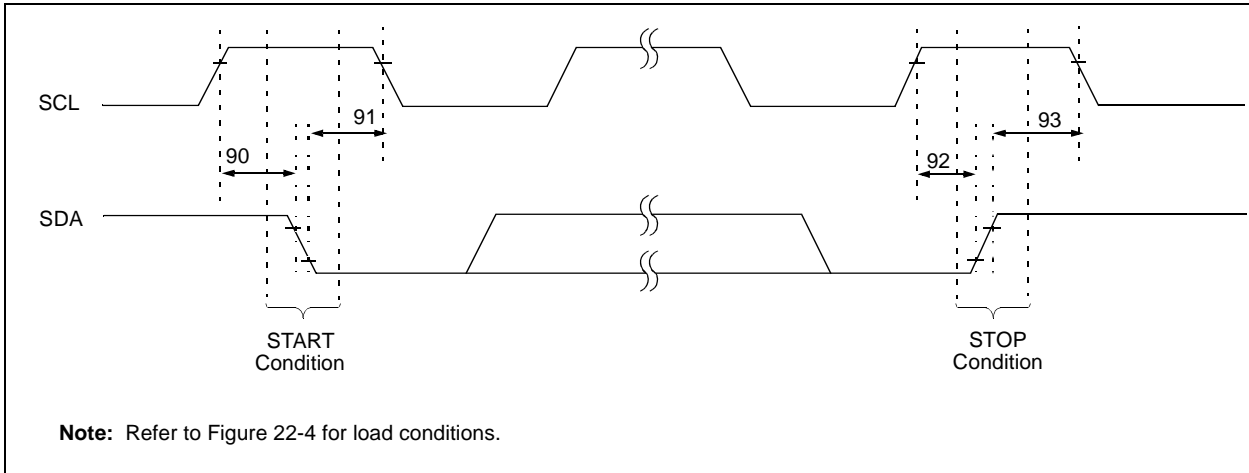 SCL
91
93
90
92
SDA
START
Condition
STOP
Condition
Note: Refer to Figure 22-4 for load conditions.